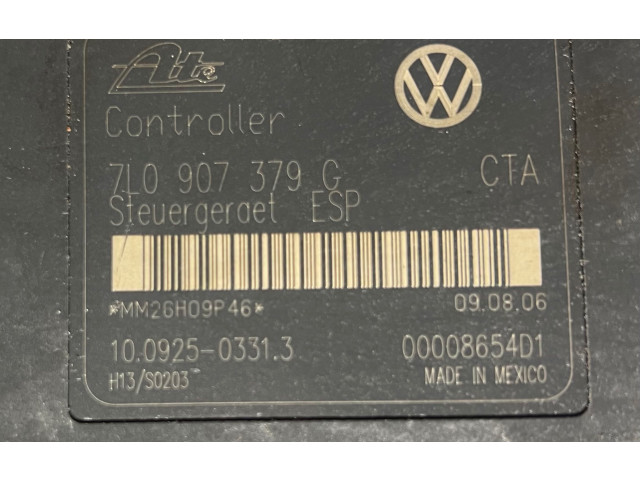 Ate
Controller
7L0 907 379 G CTA
Steuergeraet ESP
*MM26H09P46* 09.08.06
10.0925-0331.3 00008654D1
H13/S0203 MADE IN MEXICO